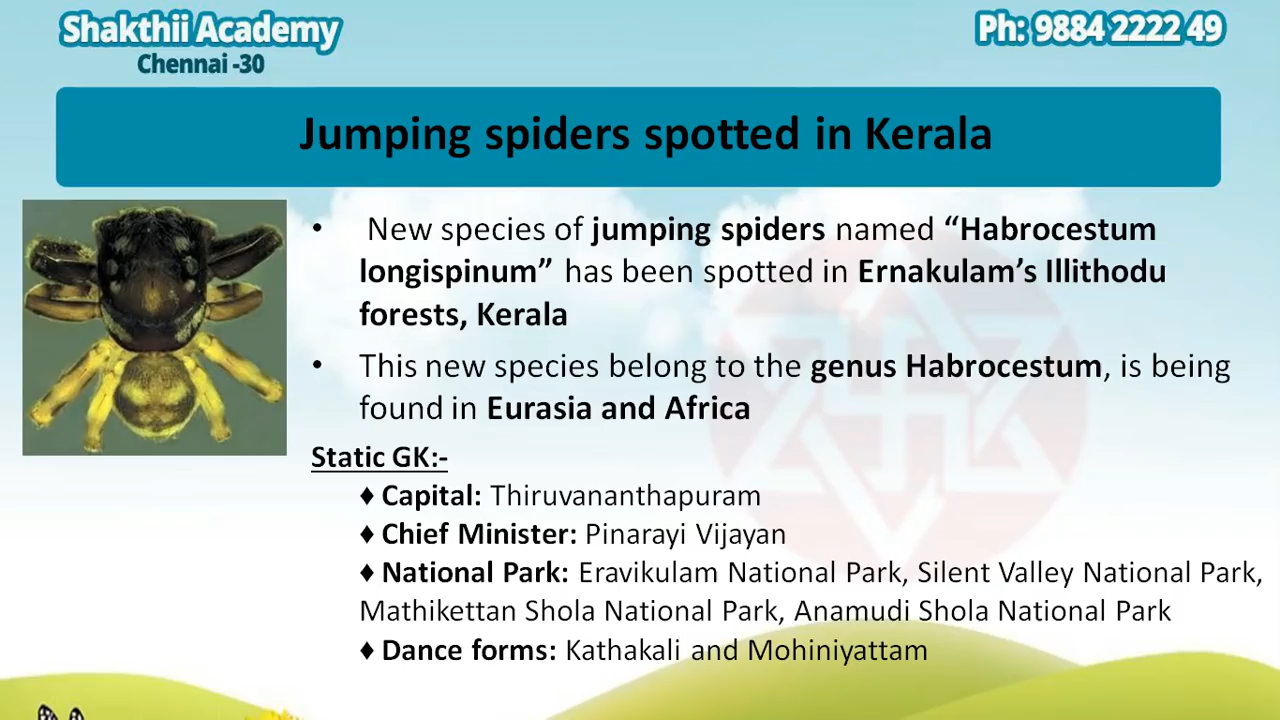 Shakthii Academy
Ph: 9884 2222 49
Chennai -30
Jumping spiders spotted in Kerala
• New species of jumping spiders named “Habrocestum
longispinum” has been spotted in Ernakulam’s Illithodu
forests, Kerala
• This new species belong to the genus Habrocestum, is being
found in Eurasia and Africa
Static GK:-
♦ Capital: Thiruvananthapuram
♦ Chief Minister: Pinarayi Vijayan
♦ National Park: Eravikulam National Park, Silent Valley National Park,
Mathikettan Shola National Park, Anamudi Shola National Park
♦ Dance forms: Kathakali and Mohiniyattam